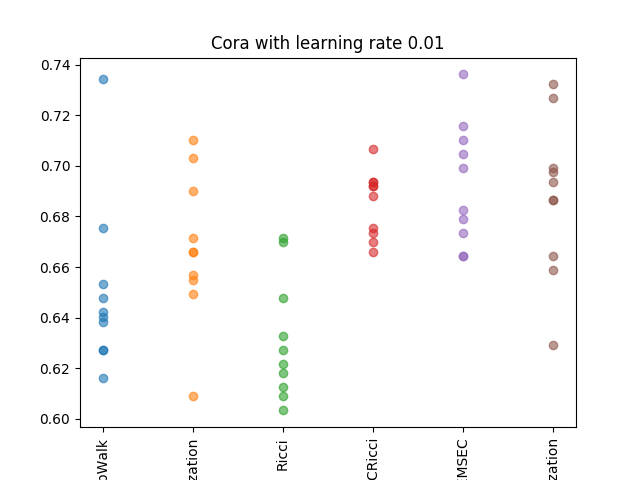 Cora with learning rate 0.01
0.74
0.72
0.70
0.68
0.66
0.64
0.62
0.60
Walk
zation
Ricci
CRicci
MSEC
zation